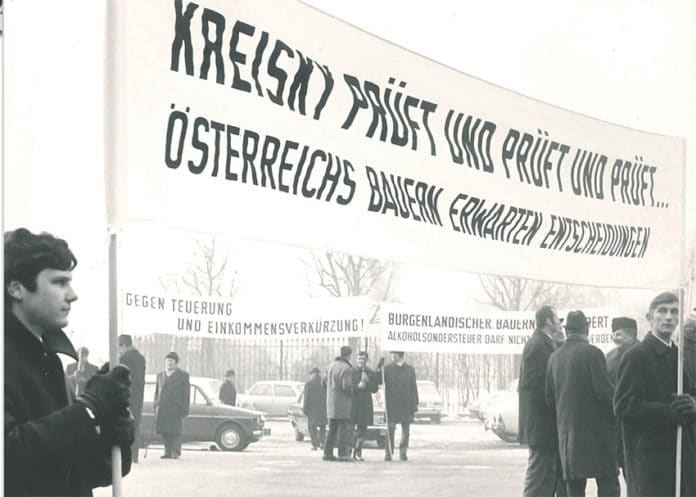 KREISKY PRÜFT UND PRÜFT UND PRÜFT...
ÖSTERREICHS BAUERN ERWARTEN ENTSCHEIDUNGEN
GEGEN TEUERUNG
UND EINKOMMENSVERKÜRZUNG!
BURGENLÄNDISCHER BAUERN
ALKOHOLSONDERSTEUER DARF NICHT